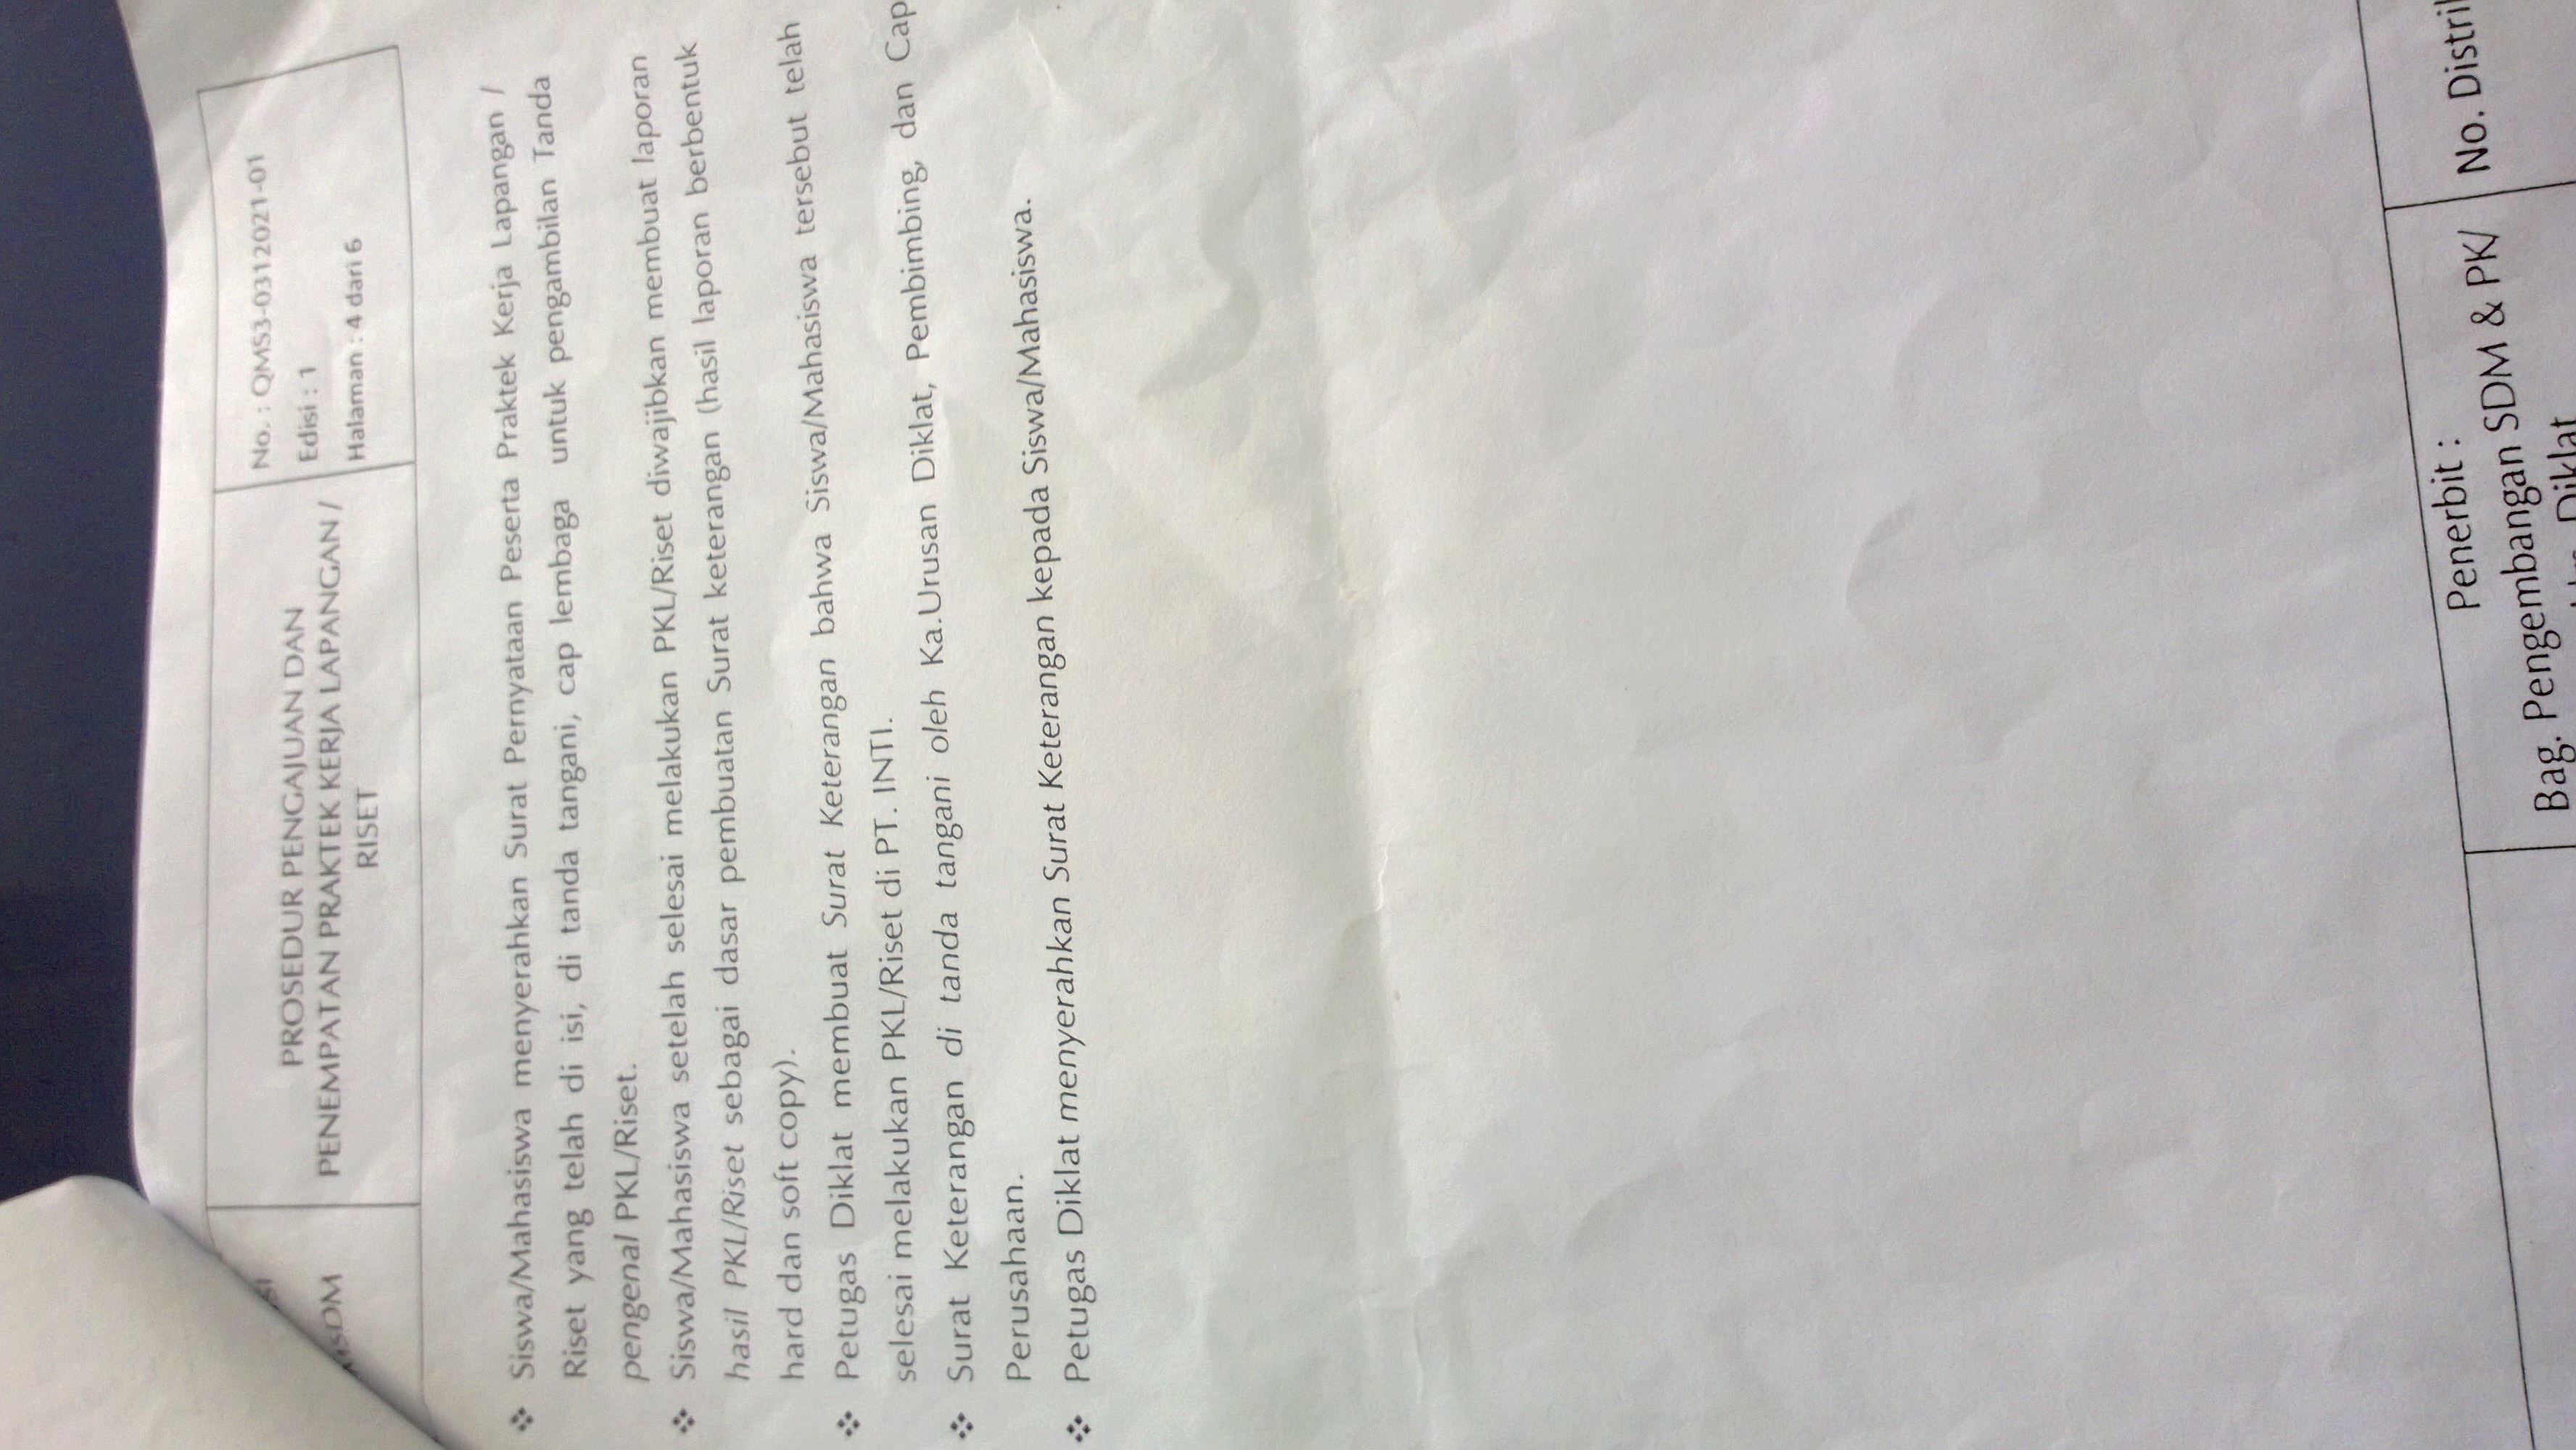 SDM
PROSEDUR PENGAJUAN DAN
PENEMPATAN PRAKTEK KERJA LAPANGAN /
RISET
No. : QMS3-0312021-01
Edisi : 1
Halaman : 4 dari 6
❖ Siswa/Mahasiswa menyerahkan Surat Pernyataan Peserta Praktek Kerja Lapangan /
Riset yang telah di isi, di tanda tangani, cap lembaga untuk pengambilan Tanda
pengenal PKL/Riset.
❖ Siswa/Mahasiswa setelah selesai melakukan PKL/Riset diwajibkan membuat laporan
hasil PKL/Riset sebagai dasar pembuatan Surat keterangan (hasil laporan berbentuk
hard dan soft copy).
❖ Petugas Diklat membuat Surat Keterangan bahwa Siswa/Mahasiswa tersebut telah
selesai melakukan PKL/Riset di PT. INTI.
❖ Surat Keterangan di tanda tangani oleh Ka.Urusan Diklat, Pembimbing, dan Cap
Perusahaan.
❖ Petugas Diklat menyerahkan Surat Keterangan kepada Siswa/Mahasiswa.
Penerbit :
Bag. Pengembangan SDM & PK/
Diklat
No.